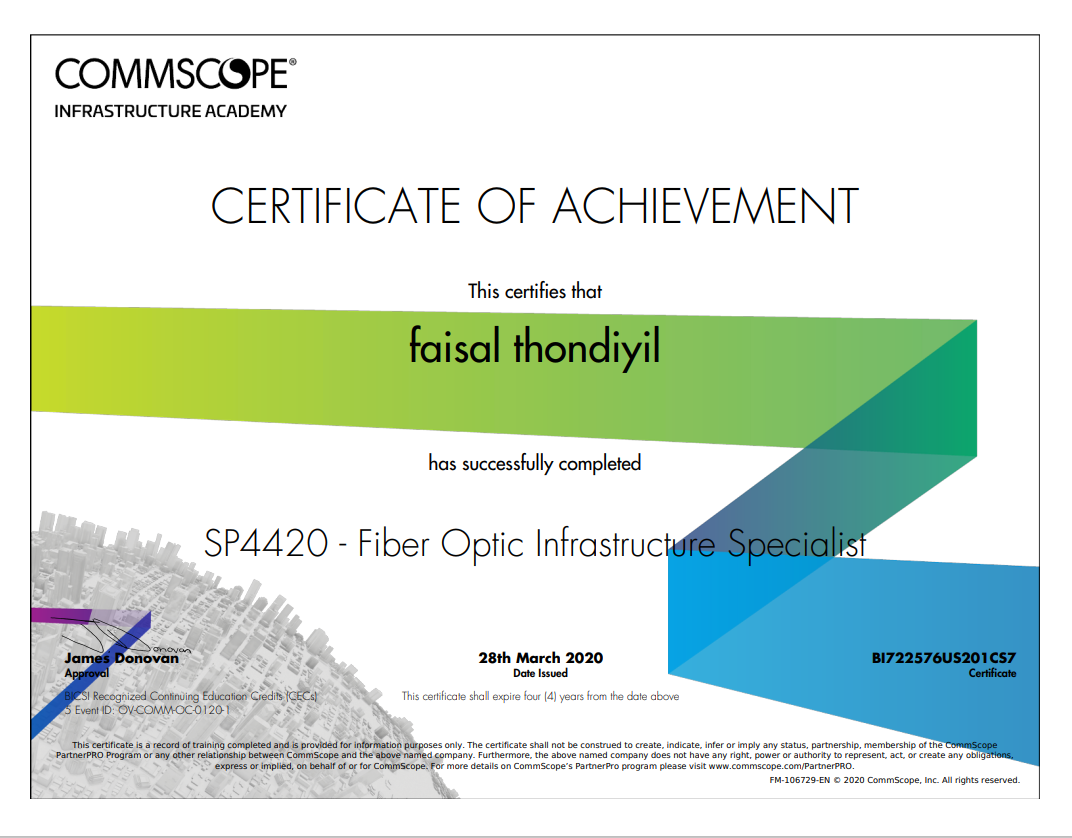 COMMSCOPE®
INFRASTRUCTURE ACADEMY
CERTIFICATE OF ACHIEVEMENT
This certifies that
faisal thondiyil
has successfully completed
SP4420 - Fiber Optic Infrastructure Specialist
Donovan
James Donovan
Approval
BICSI Recognized Continuing Education Credits (CECs)
5 Event ID: OV-COMM-OC-0120-1
28th March 2020
Date Issued
This certificate shall expire four (4) years from the date above
BI722576US201CS7
Certificate
This certificate is a record of training completed and is provided for information purposes only. The certificate shall not be construed to create, indicate, infer or imply any status, partnership, membership of the CommScope
PartnerPRO Program or any other relationship between CommScope and the above named company. Furthermore, the above named company does not have any right, power or authority to represent, act, or create any obligations,
express or implied, on behalf of or for CommScope. For more details on CommScope's PartnerPro program please visit www.commscope.com/PartnerPRO.
FM-106729-EN © 2020 CommScope, Inc. All rights reserved.